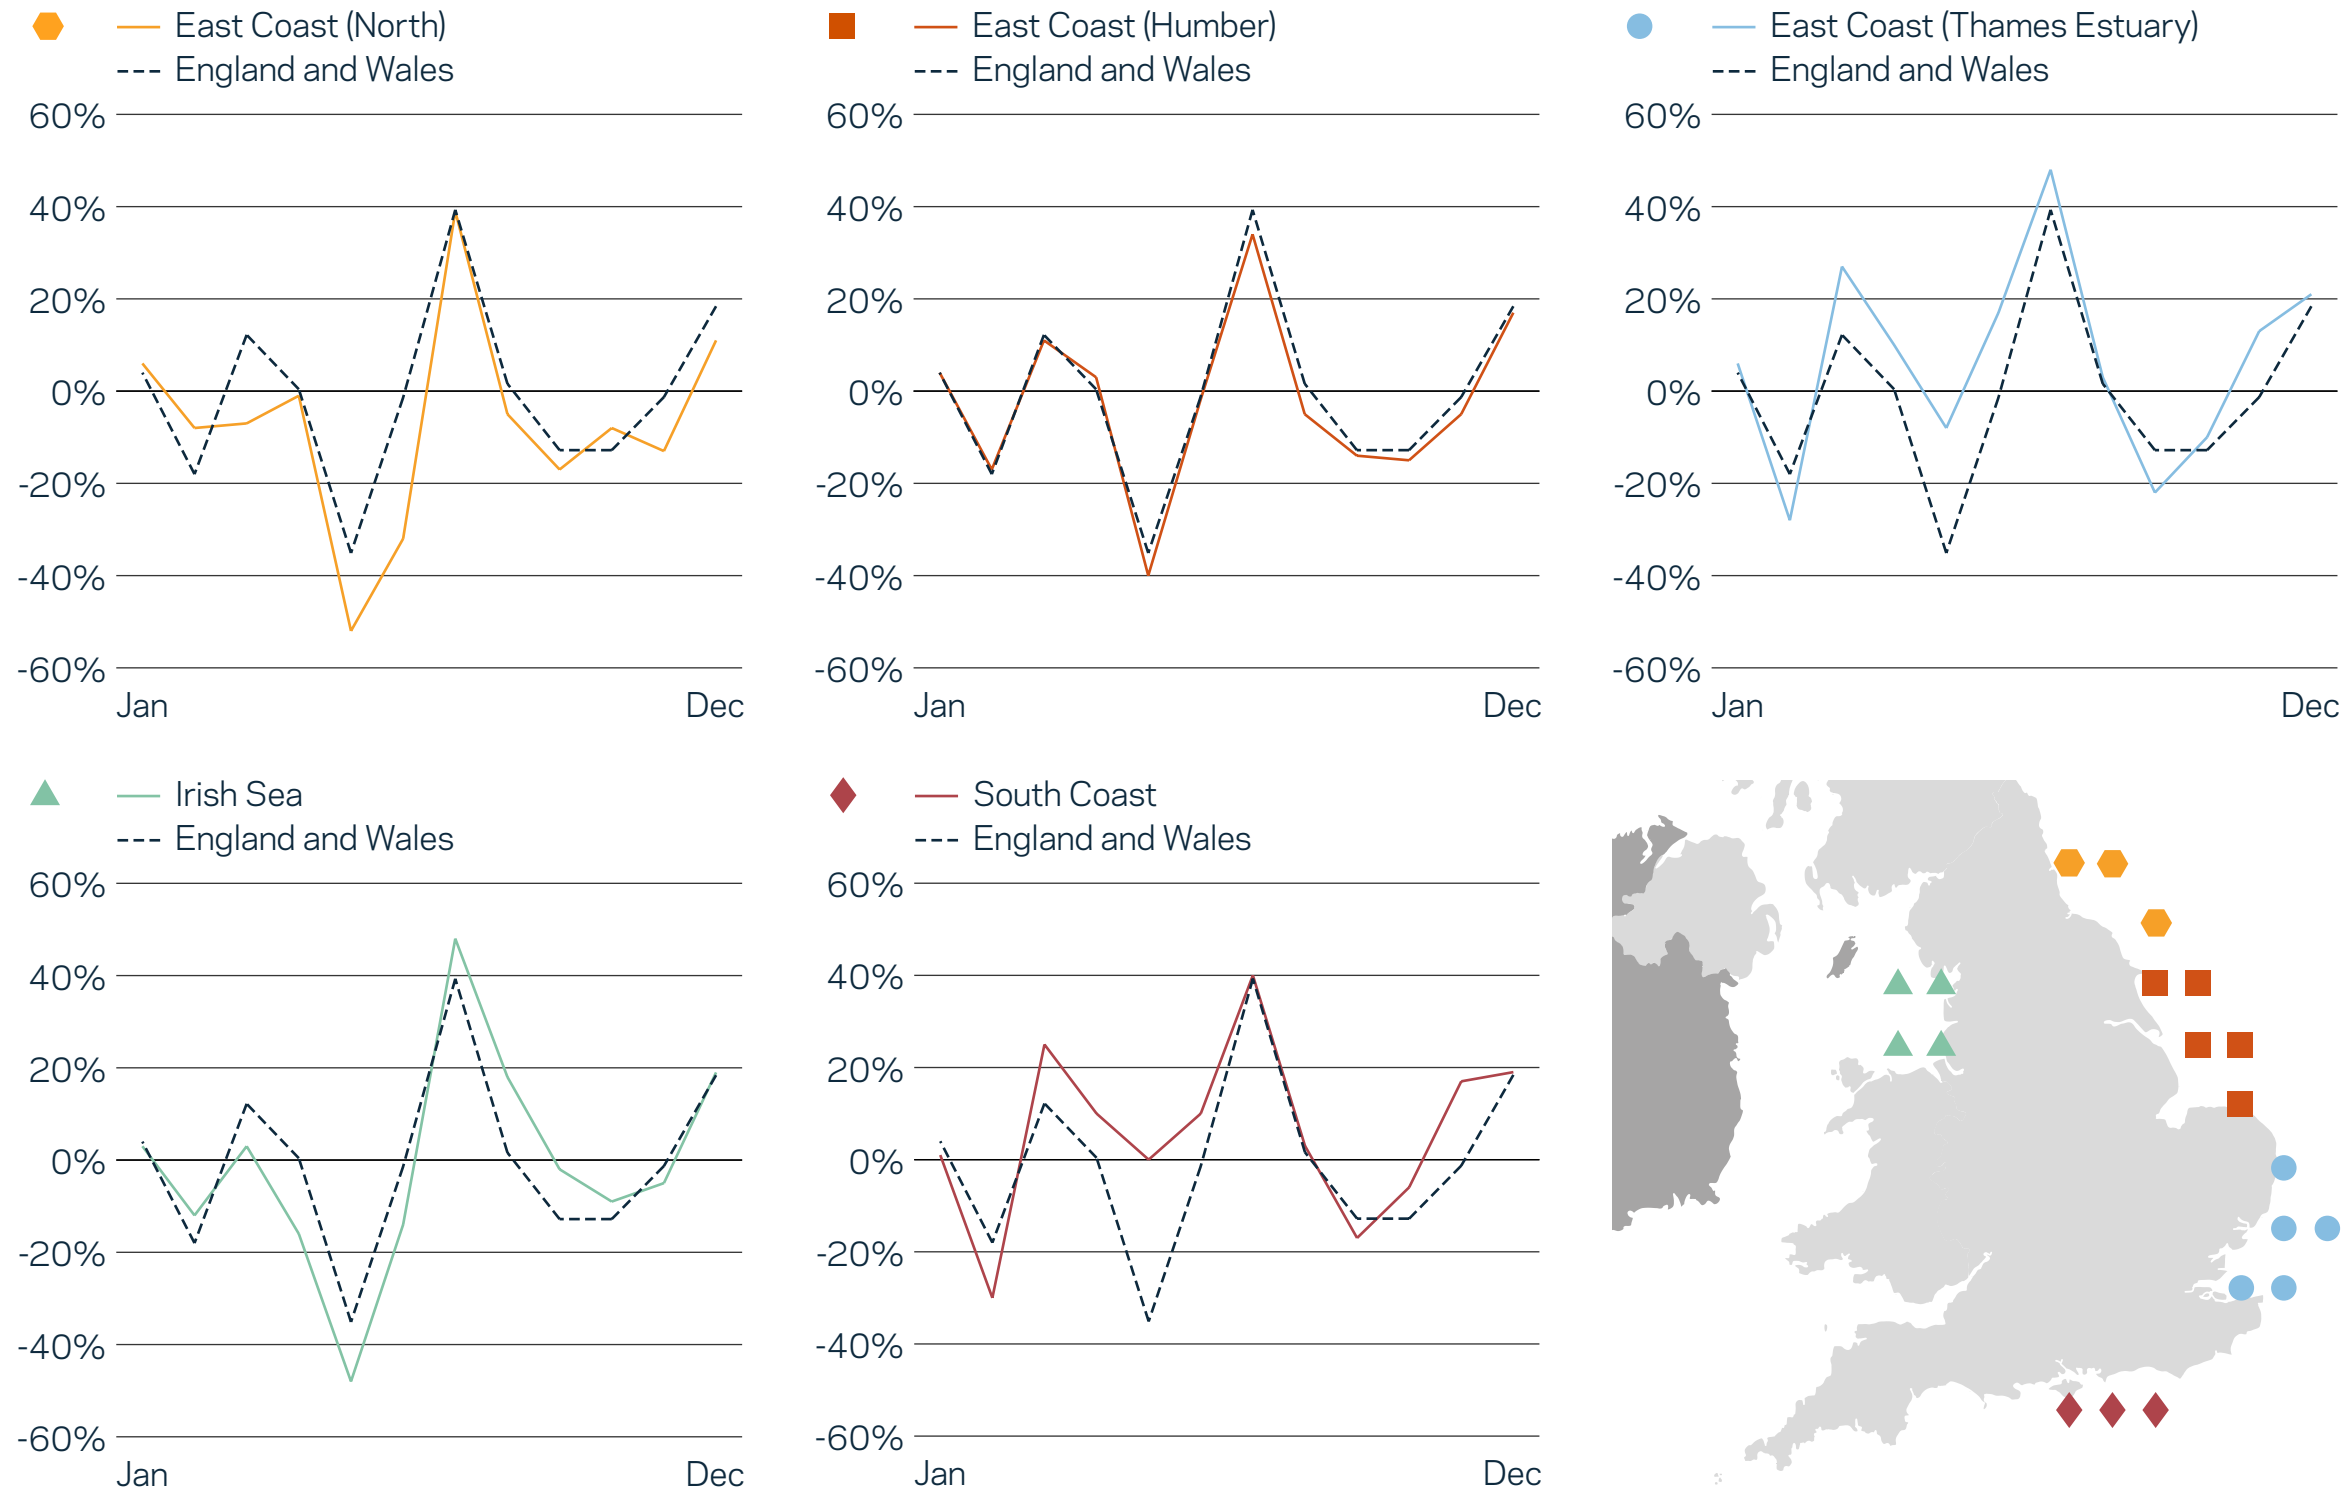 East Coast (North)
England and Wales
60%
40%
20%
0%
-20%
-40%
-60%
Jan
Dec
East Coast (Humber)
England and Wales
60%
40%
20%
0%
-20%
-40%
-60%
Jan
Dec
East Coast (Thames Estuary)
England and Wales
60%
40%
20%
0%
-20%
-40%
-60%
Jan
Dec
Irish Sea
England and Wales
60%
40%
20%
0%
-20%
-40%
-60%
Jan
Dec
South Coast
England and Wales
60%
40%
20%
0%
-20%
-40%
-60%
Jan
Dec